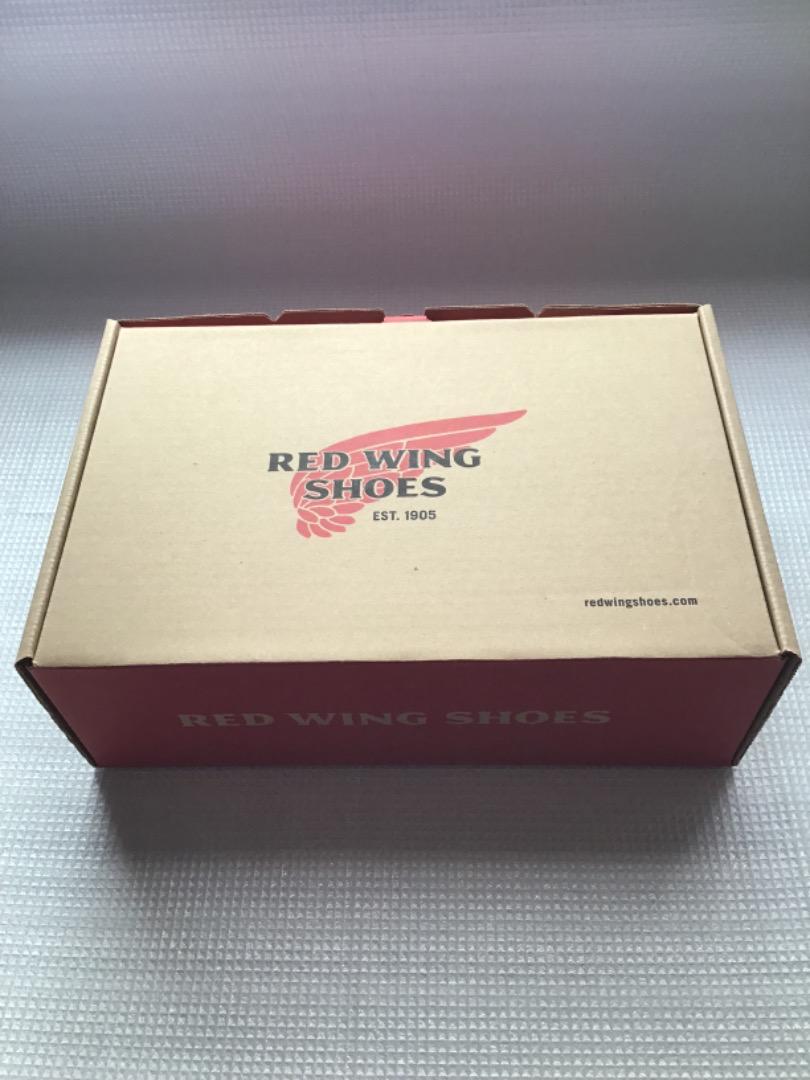 RED WING
SHOES
EST. 1905
redwingshoes.com
RED WING SHOES